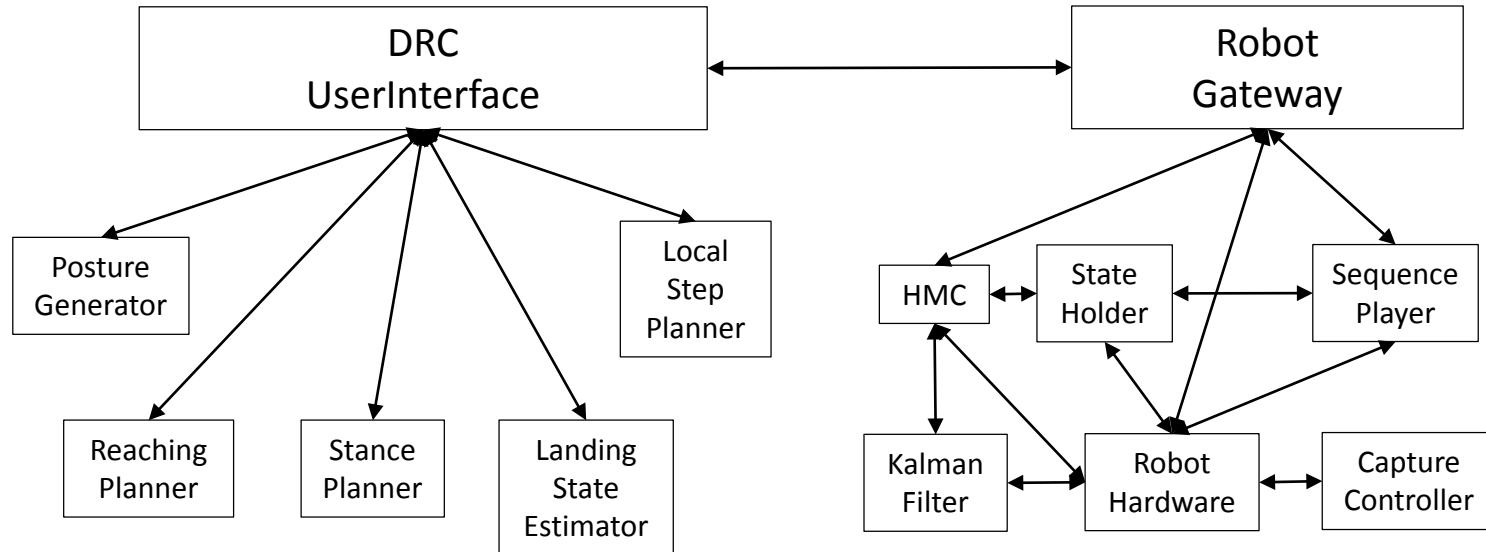 DRC
UserInterface
Robot
Gateway
Posture
Generator
Local
Step
Planner
HMC
State
Holder
Sequence
Player
Reaching
Planner
Stance
Planner
Landing
State
Estimator
Kalman
Filter
Robot
Hardware
Capture
Controller